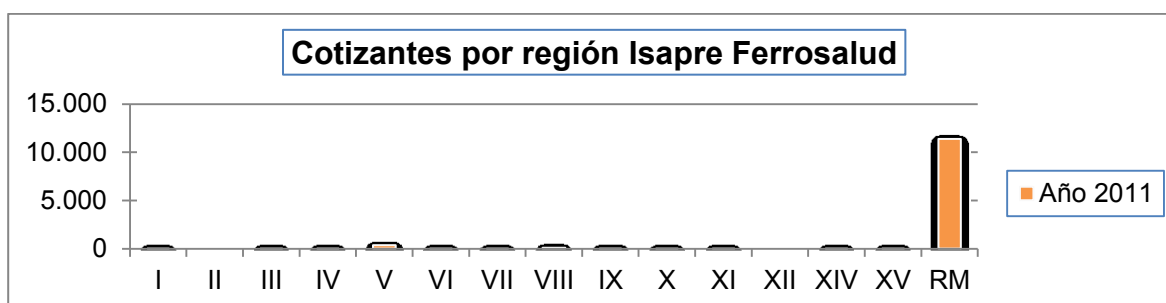 Cotizantes por región Isapre Ferrosalud
15.000
10.000
5.000
0
I II III IV V VI VII VIII IX X XI XII XIV XV RM
Año 2011